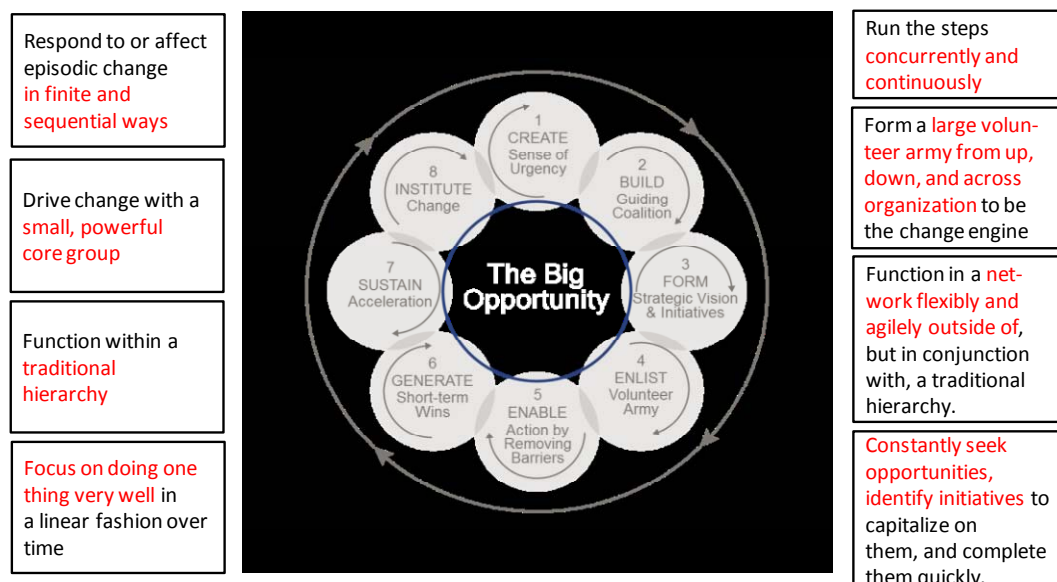 Respond to or affect
episodic change
in finite and
sequential ways
Drive change with a
small, powerful
core group
Function within a
traditional
hierarchy
Focus on doing one
thing very well in
a linear fashion over
time
1
CREATE
Sense of
Urgency
2
BUILD
Guiding
Coalition
3
FORM
Strategic Vision
& Initiatives
4
ENLIST
Volunteer
Army
5
ENABLE
Action by
Removing
Barriers
6
GENERATE
Short-term
Wins
7
SUSTAIN
Acceleration
8
INSTITUTE
Change
The Big
Opportunity
Run the steps
concurrently and
continuously
Form a large volun-
teer army from up,
down, and across
organization to be
the change engine
Function in a net-
work flexibly and
agilely outside of,
but in conjunction
with, a traditional
hierarchy.
Constantly seek
opportunities,
identify initiatives to
capitalize on
them, and complete
them quickly.